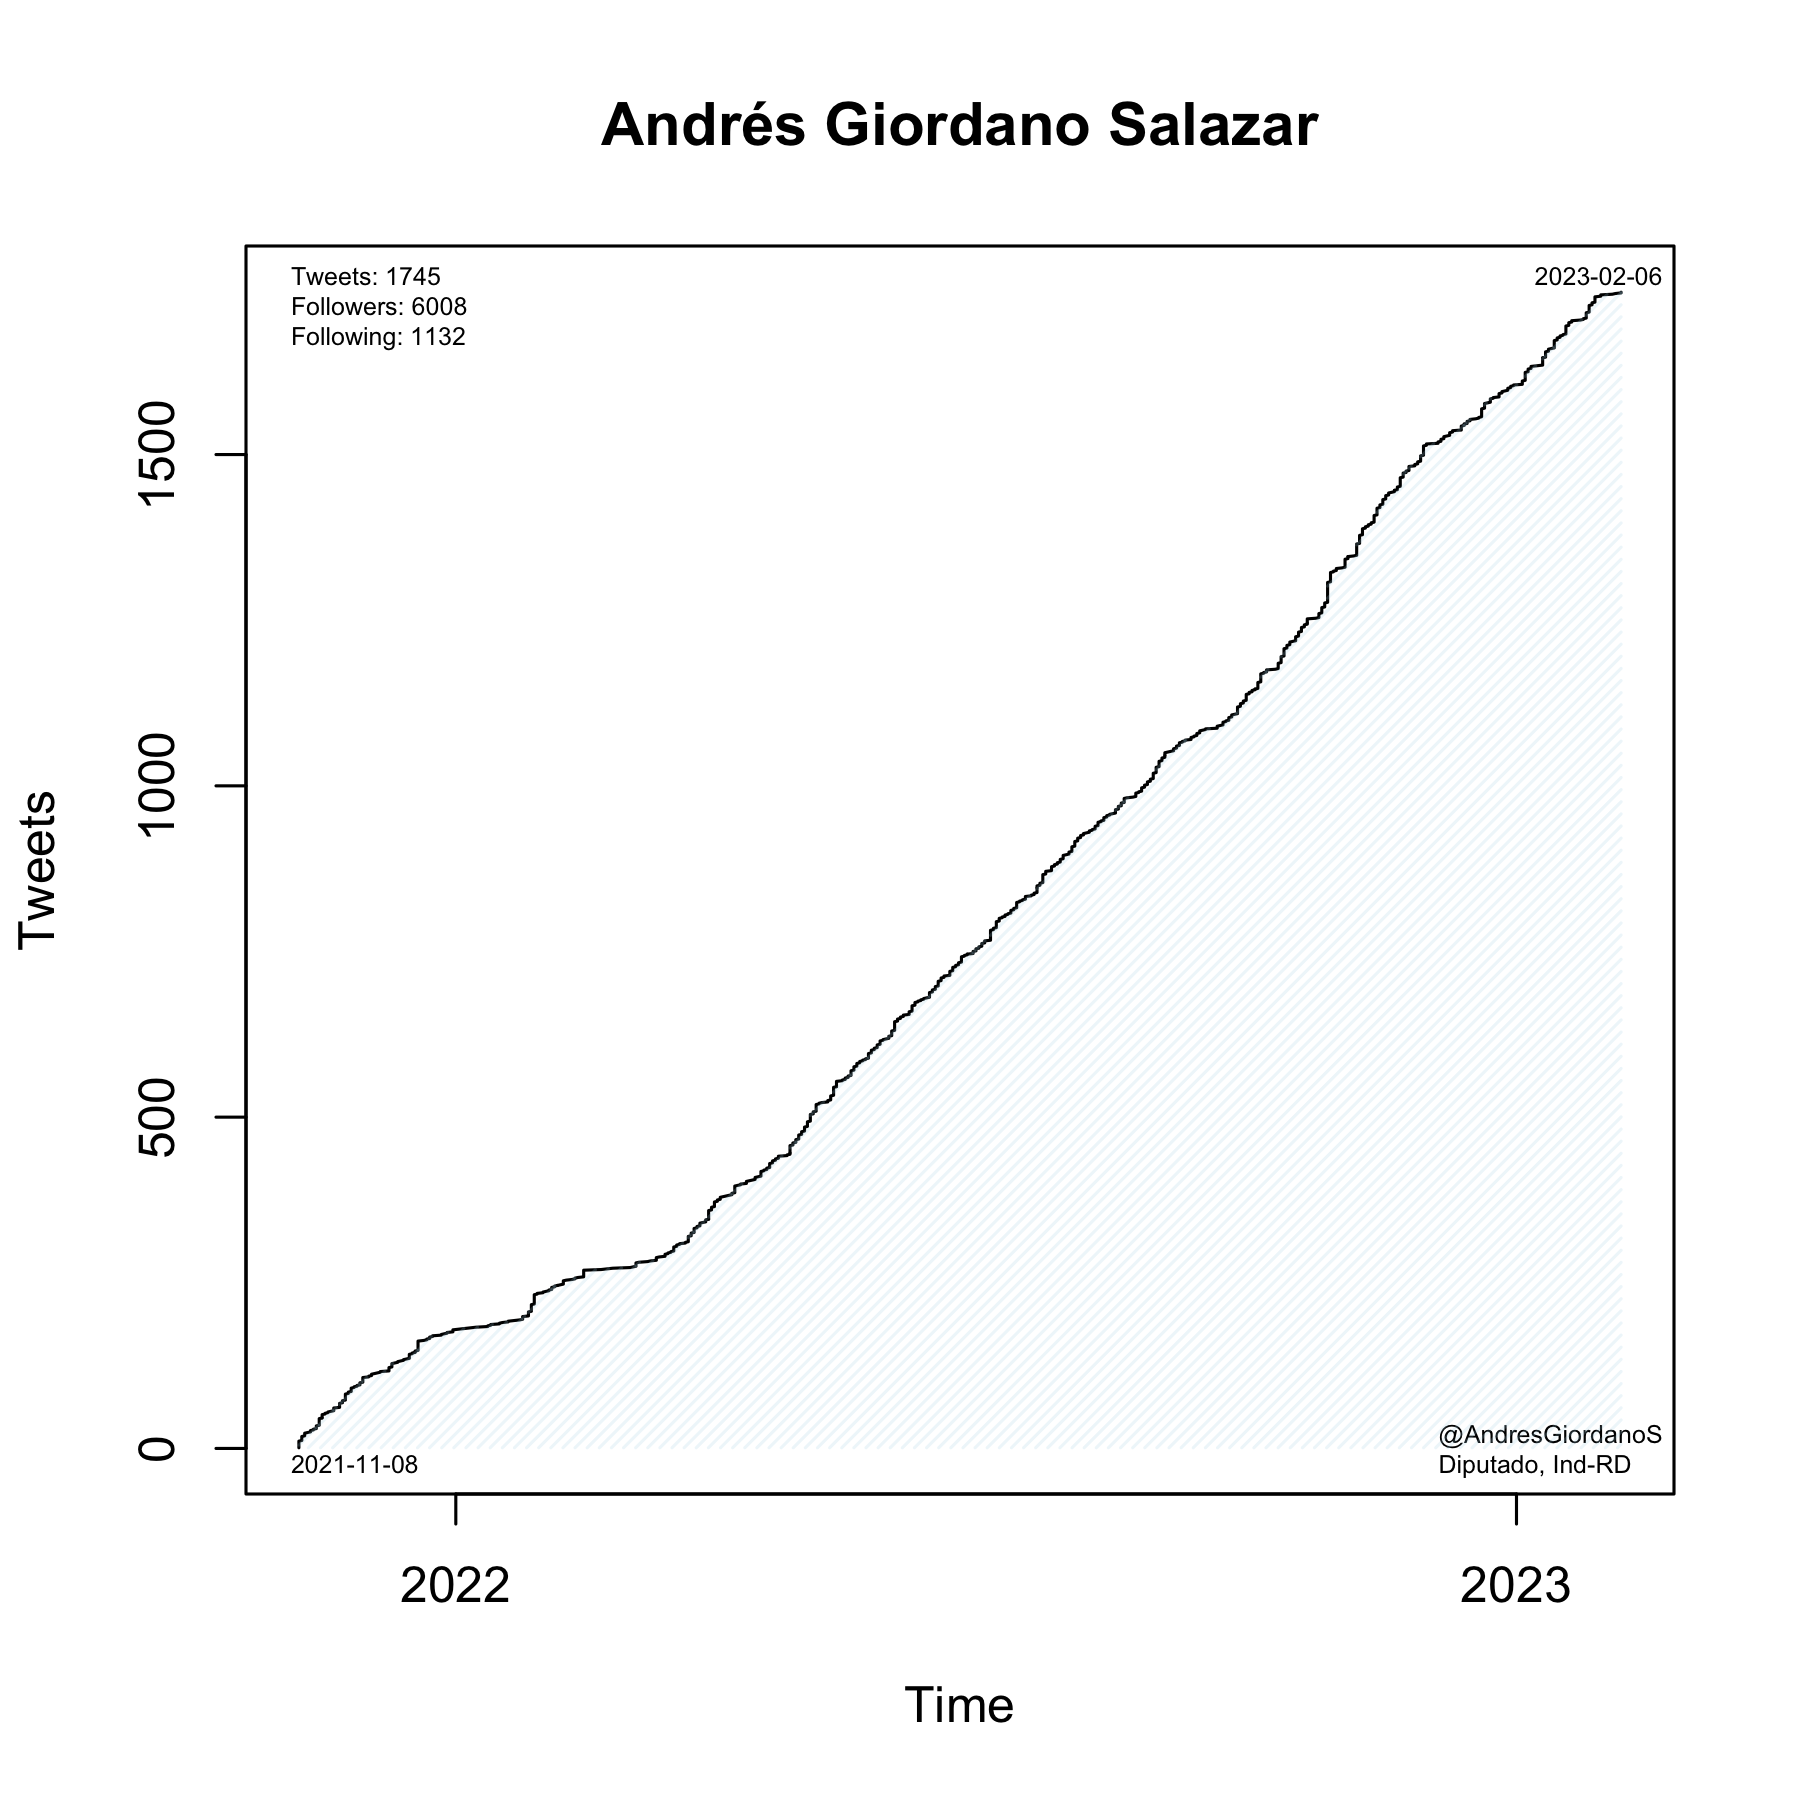 Andrés Giordano Salazar
Tweets: 1745
Followers: 6008
Following: 1132
2023-02-06
1500
1000
500
0
Tweets
@AndresGiordanoS
Diputado, Ind-RD
2021-11-08
2022
2023
Time